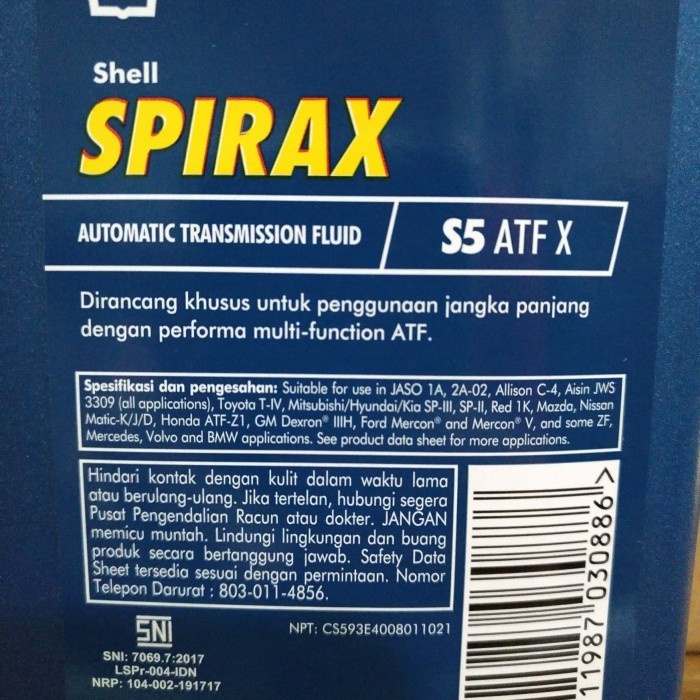 Shell
SPIRAX
AUTOMATIC TRANSMISSION FLUID
S5 ATF X
Dirancang khusus untuk penggunaan jangka panjang
dengan performa multi-function ATF.
Spesifikasi dan pengesahan: Suitable for use in JASO 1A, 2A-02, Allison C-4, Aisin JWS
3309 (all applications), Toyota T-IV, Mitsubishi/Hyundai/Kia SP-III, SP-II, Red 1K, Mazda, Nissan
Matic-K/J/D, Honda ATF-Z1, GM Dexron® IIIH, Ford Mercon® and Mercon® V, and some ZF,
Mercedes, Volvo and BMW applications. See product data sheet for more applications.
Hindari kontak dengan kulit dalam waktu lama
atau berulang-ulang. Jika tertelan, hubungi segera
Pusat Pengendalian Racun atau dokter. JANGAN
memicu muntah. Lindungi lingkungan dan buang
produk secara bertanggung jawab. Safety Data
Sheet tersedia sesuai dengan permintaan. Nomor
Telepon Darurat : 803-011-4856.
SNI
SNI: 7069.7:2017
LSPr-004-IDN
NRP: 104-002-191717
NPT: CS593E4008011021
11987 030886 >